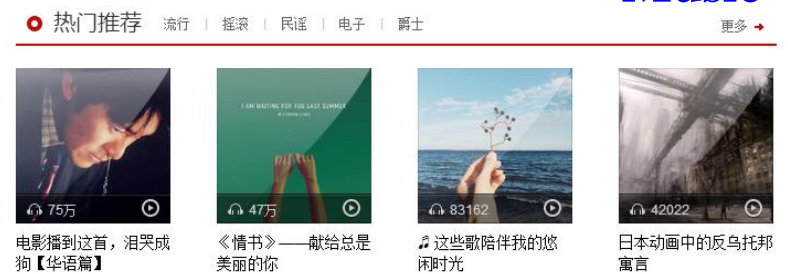 热门推荐 流行 | 摇滚 | 民谣 | 电子 | 爵士 更多
I AM WAITING FOR YOU LAST SUMMER
75万
47万
83162
42022
电影播到这首，泪哭成
狗【华语篇】
《情书》——献给总是
美丽的你
♬ 这些歌陪伴我的悠
闲时光
日本动画中的反乌托邦
寓言